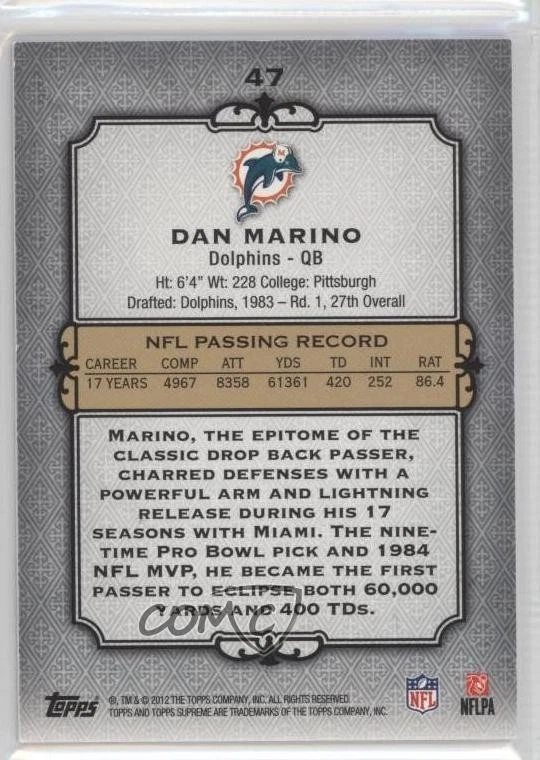 47
M
DAN MARINO
Dolphins - QB
Ht: 6'4" Wt: 228 College: Pittsburgh
Drafted: Dolphins, 1983 – Rd. 1, 27th Overall
NFL PASSING RECORD
CAREER COMP ATT YDS TD INT RAT
17 YEARS 4967 8358 61361 420 252 86.4
MARINO, THE EPITOME OF THE
CLASSIC DROP BACK PASSER,
CHARRED DEFENSES WITH A
POWERFUL ARM AND LIGHTNING
RELEASE DURING HIS 17
SEASONS WITH MIAMI. THE NINE-
TIME PRO BOWL PICK AND 1984
NFL MVP, HE BECAME THE FIRST
PASSER TO ECLIPSE BOTH 60,000
YARDS AND 400 TDS.
COMC
Topps
®, TM & © 2012 THE TOPPS COMPANY, INC. ALL RIGHTS RESERVED.
TOPPS AND TOPPS SUPREME ARE TRADEMARKS OF THE TOPPS COMPANY, INC.
NFL
NFLPA